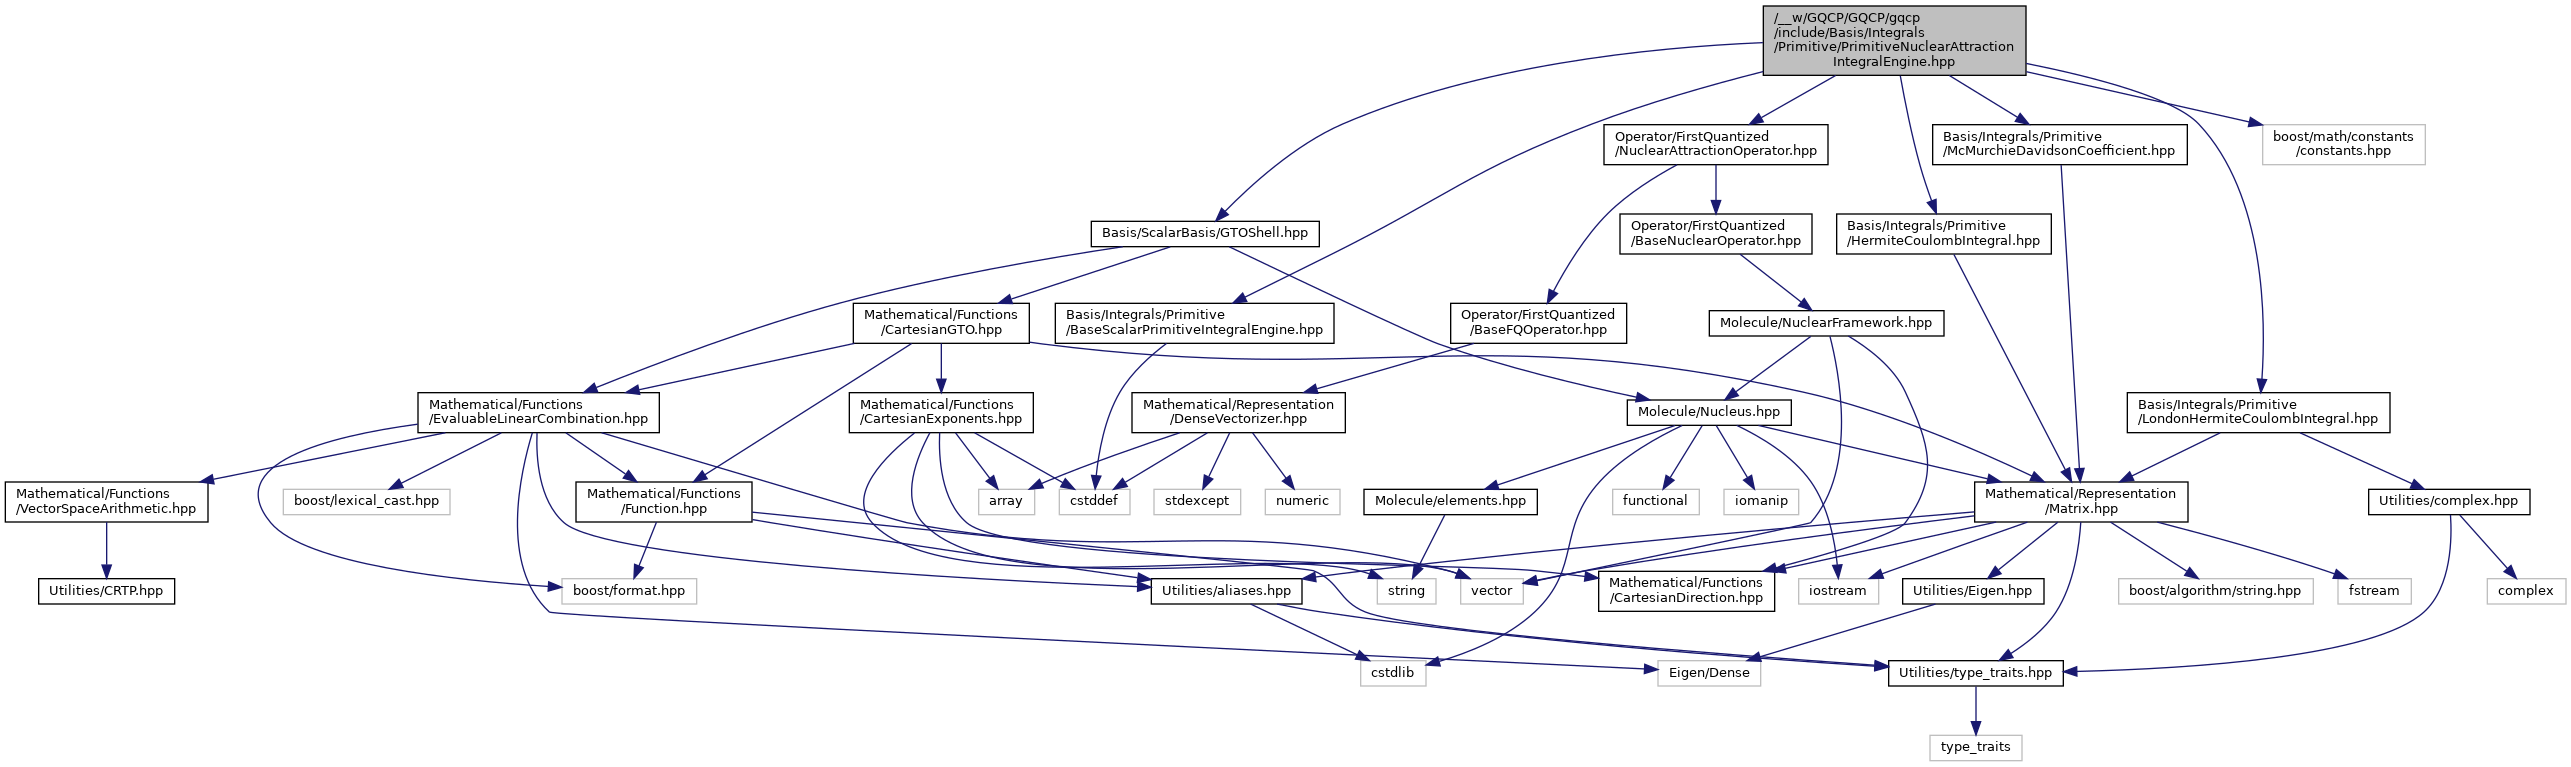 /__w/GQCP/GQCP/gqcp
/include/Basis/Integrals
/Primitive/PrimitiveNuclearAttraction
IntegralEngine.hpp
Operator/FirstQuantized
/NuclearAttractionOperator.hpp
Basis/Integrals/Primitive
/McMurchieDavidsonCoefficient.hpp
boost/math/constants
/constants.hpp
Basis/ScalarBasis/GTOShell.hpp
Operator/FirstQuantized
/BaseNuclearOperator.hpp
Basis/Integrals/Primitive
/HermiteCoulombIntegral.hpp
Mathematical/Functions
/CartesianGTO.hpp
Basis/Integrals/Primitive
/BaseScalarPrimitiveIntegralEngine.hpp
Operator/FirstQuantized
/BaseFQOperator.hpp
Molecule/NuclearFramework.hpp
Mathematical/Functions
/EvaluableLinearCombination.hpp
Mathematical/Functions
/CartesianExponents.hpp
Mathematical/Representation
/DenseVectorizer.hpp
Molecule/Nucleus.hpp
Basis/Integrals/Primitive
/LondonHermiteCoulombIntegral.hpp
Mathematical/Functions
/VectorSpaceArithmetic.hpp
boost/lexical_cast.hpp
Mathematical/Functions
/Function.hpp
array
cstddef
stdexcept
numeric
Molecule/elements.hpp
functional
iomanip
Mathematical/Representation
/Matrix.hpp
Utilities/complex.hpp
Utilities/CRTP.hpp
boost/format.hpp
Utilities/aliases.hpp
string
vector
Mathematical/Functions
/CartesianDirection.hpp
iostream
Utilities/Eigen.hpp
boost/algorithm/string.hpp
fstream
complex
cstdlib
Eigen/Dense
Utilities/type_traits.hpp
type_traits